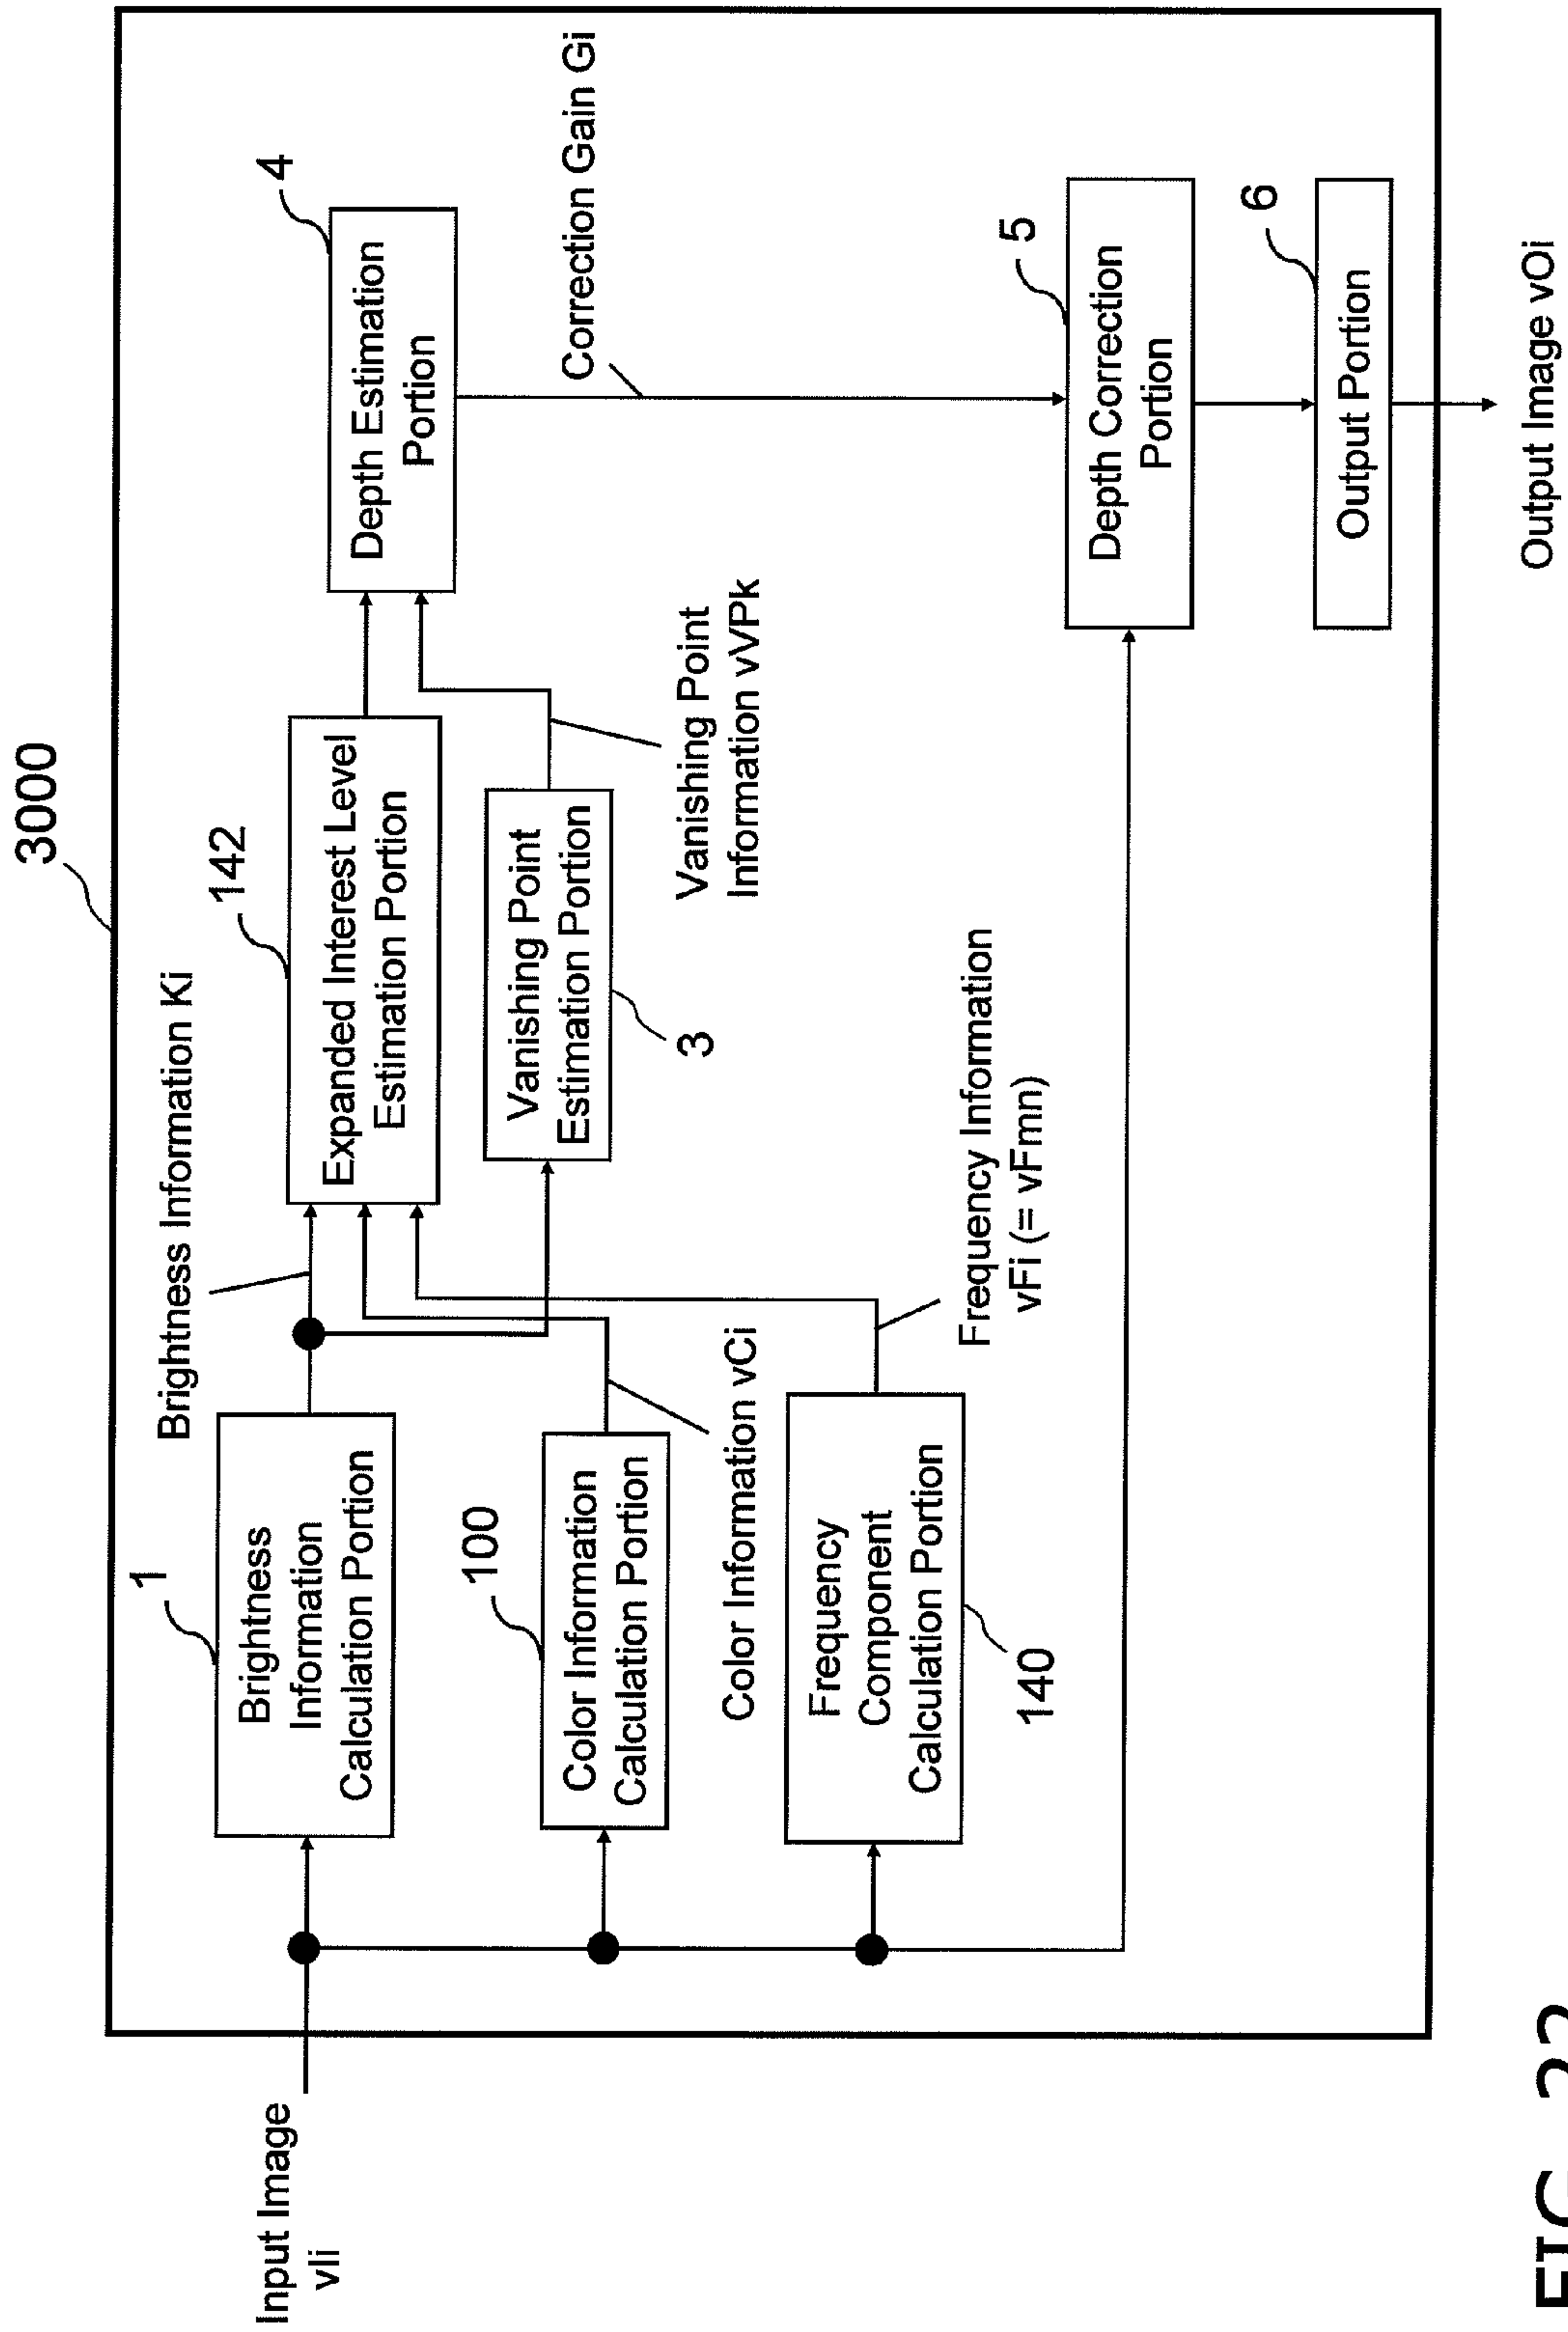 3000
Input Image
vIi
1
Brightness
Information
Calculation Portion
Brightness Information Ki
142
Expanded Interest Level
Estimation Portion
4
Depth Estimation
Portion
100
Color Information
Calculation Portion
Color Information vCi
Vanishing Point
Estimation Portion
3
Vanishing Point
Information vVPk
Correction Gain Gi
Frequency
Component
Calculation Portion
140
Frequency Information
vFi (= vFmn)
5
Depth Correction
Portion
6
Output Portion
Output Image vOi